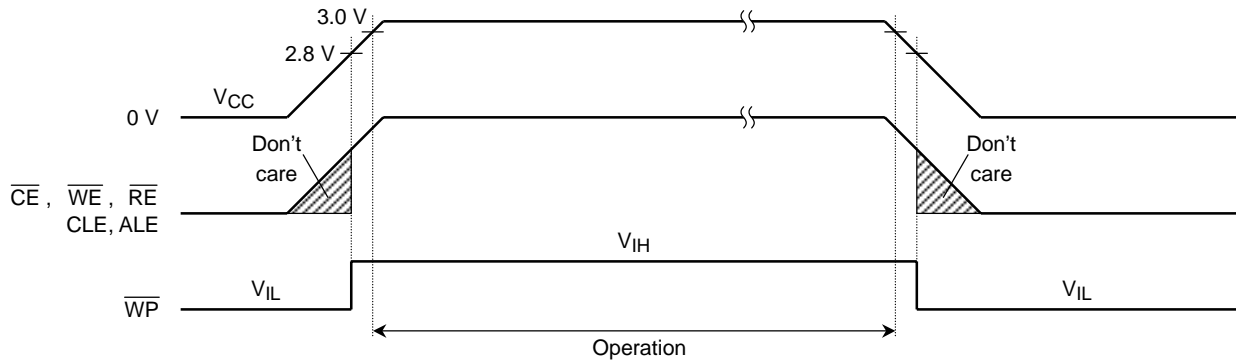 3.0 V
2.8 V
VCC
0 V
Don't
care
Don't
care
CE , WE , RE
CLE, ALE
VIH
VIL
VIL
WP
Operation